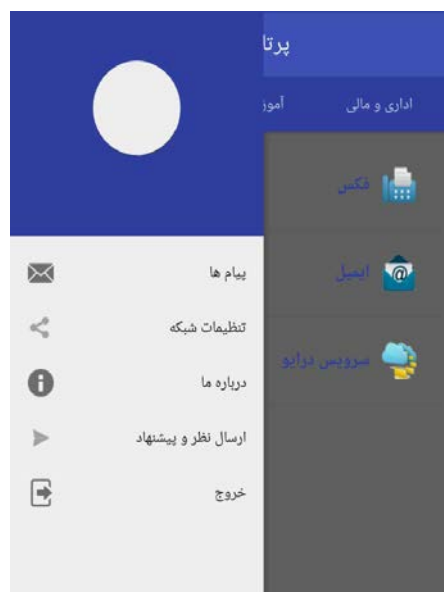 پرتا
اداری و مالی
آموز
فکس
ایمیل
سرویس درایو
پیام ها
تنظیمات شبکه
درباره ما
ارسال نظر و پیشنهاد
خروج